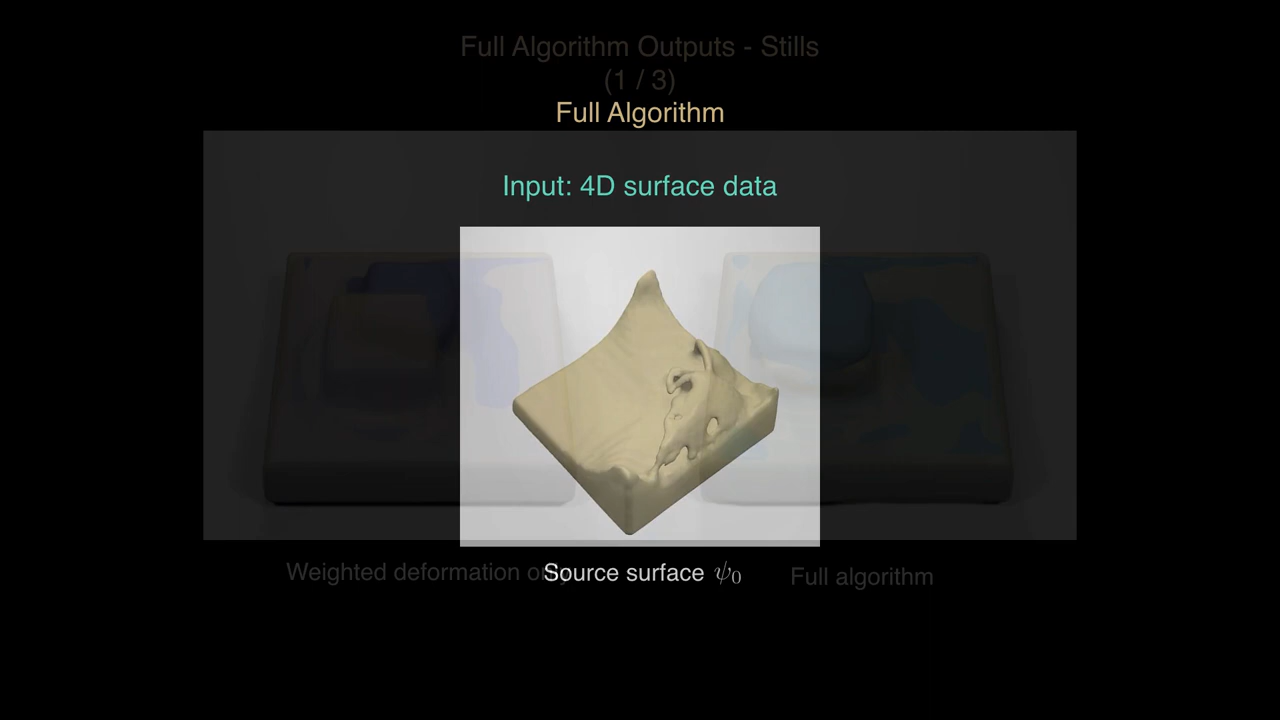 Full Algorithm Outputs - Stills
(1 / 3)
Full Algorithm
Input: 4D surface data
Weighted deformation
Source surface ψ₀
Full algorithm